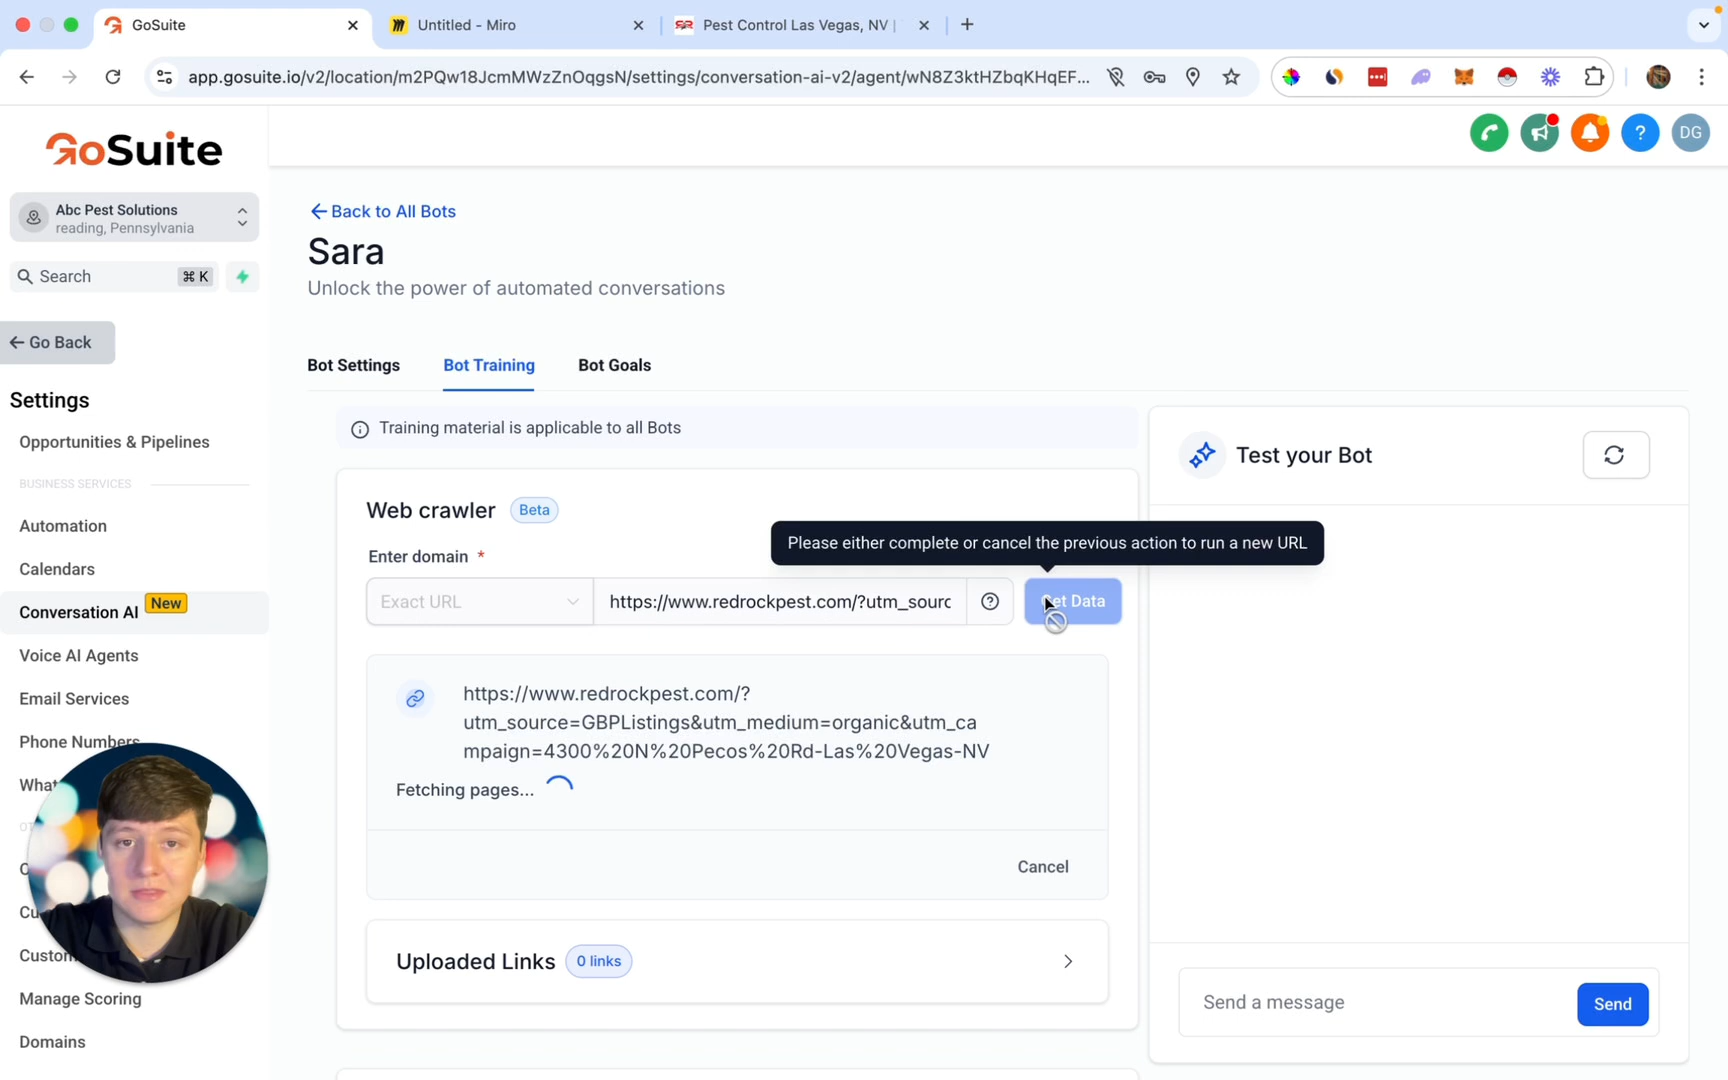 GoSuite
Untitled - Miro
Pest Control Las Vegas, NV |
app.gosuite.io/v2/location/m2PQw18JcmMWzZnOqgsN/settings/conversation-ai-v2/agent/wN8Z3ktHZbqKHqEF...
GoSuite
DG
Abc Pest Solutions
reading, Pennsylvania
Search
⌘ K
Go Back
Settings
Opportunities & Pipelines
BUSINESS SERVICES
Automation
Calendars
Conversation AI
New
Voice AI Agents
Email Services
Phone Numbers
Manage Scoring
Domains
Back to All Bots
Sara
Unlock the power of automated conversations
Bot Settings
Bot Training
Bot Goals
Training material is applicable to all Bots
Web crawler
Beta
Please either complete or cancel the previous action to run a new URL
Enter domain *
Exact URL
https://www.redrockpest.com/?utm_sourc
Get Data
https://www.redrockpest.com/?
utm_source=GBPListings&utm_medium=organic&utm_ca
mpaign=4300%20N%20Pecos%20Rd-Las%20Vegas-NV
Fetching pages...
Cancel
Uploaded Links
0 links
Test your Bot
Send a message
Send